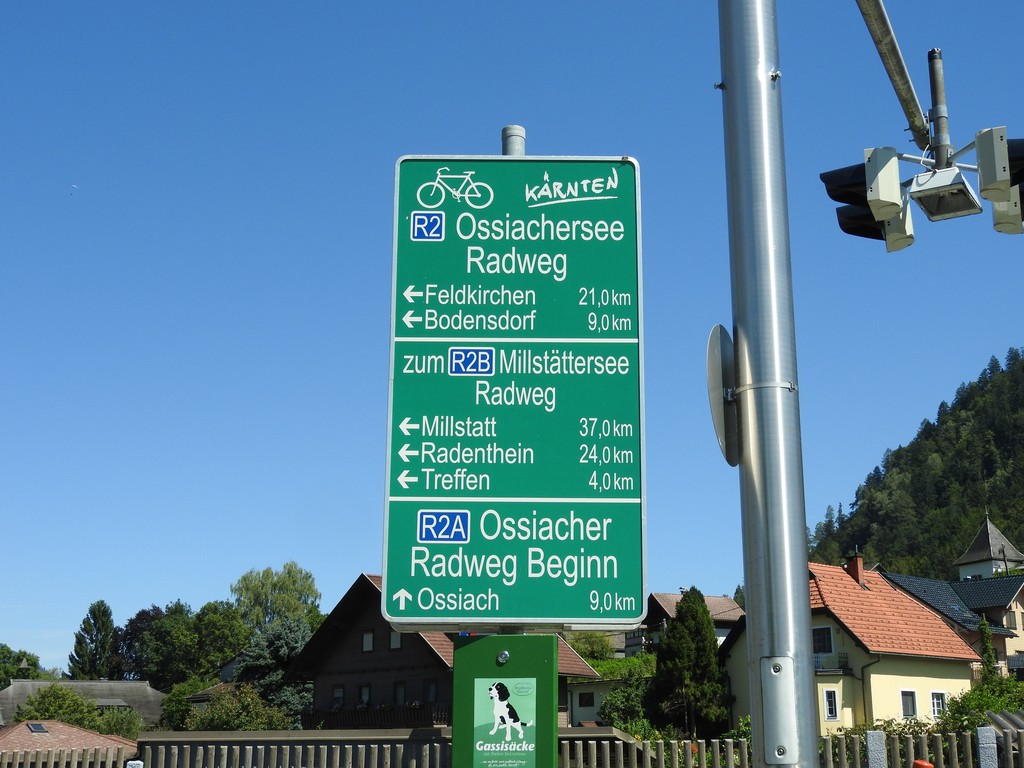 KÄRNTEN
R2 Ossiachersee
Radweg
←Feldkirchen 21,0 km
←Bodensdorf 9,0 km
zum R2B Millstättersee
Radweg
←Millstatt 37,0 km
←Radenthein 24,0 km
←Treffen 4,0 km
R2A Ossiacher
Radweg Beginn
↑Ossiach 9,0 km
Gassisäcke